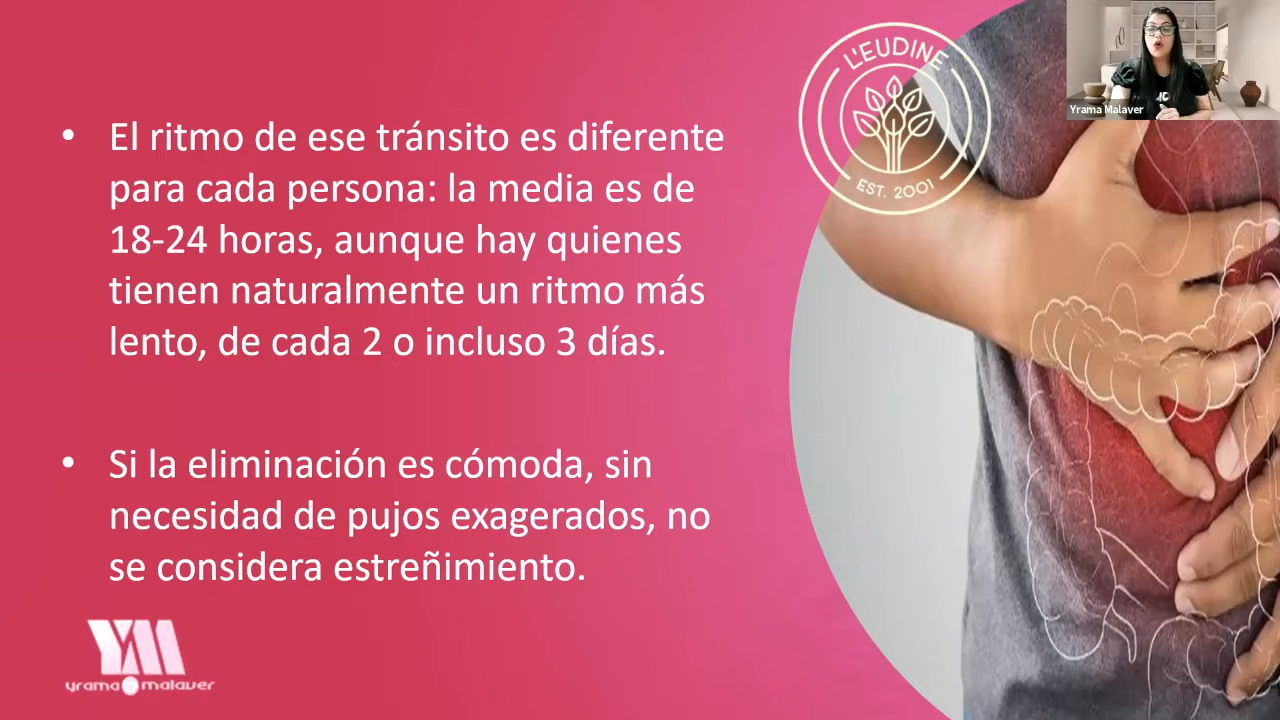 L'EUDINE
EST. 2001
Yrama Malaver
• El ritmo de ese tránsito es diferente
para cada persona: la media es de
18-24 horas, aunque hay quienes
tienen naturalmente un ritmo más
lento, de cada 2 o incluso 3 días.
• Si la eliminación es cómoda, sin
necesidad de pujos exagerados, no
se considera estreñimiento.
YM
yrama malaver